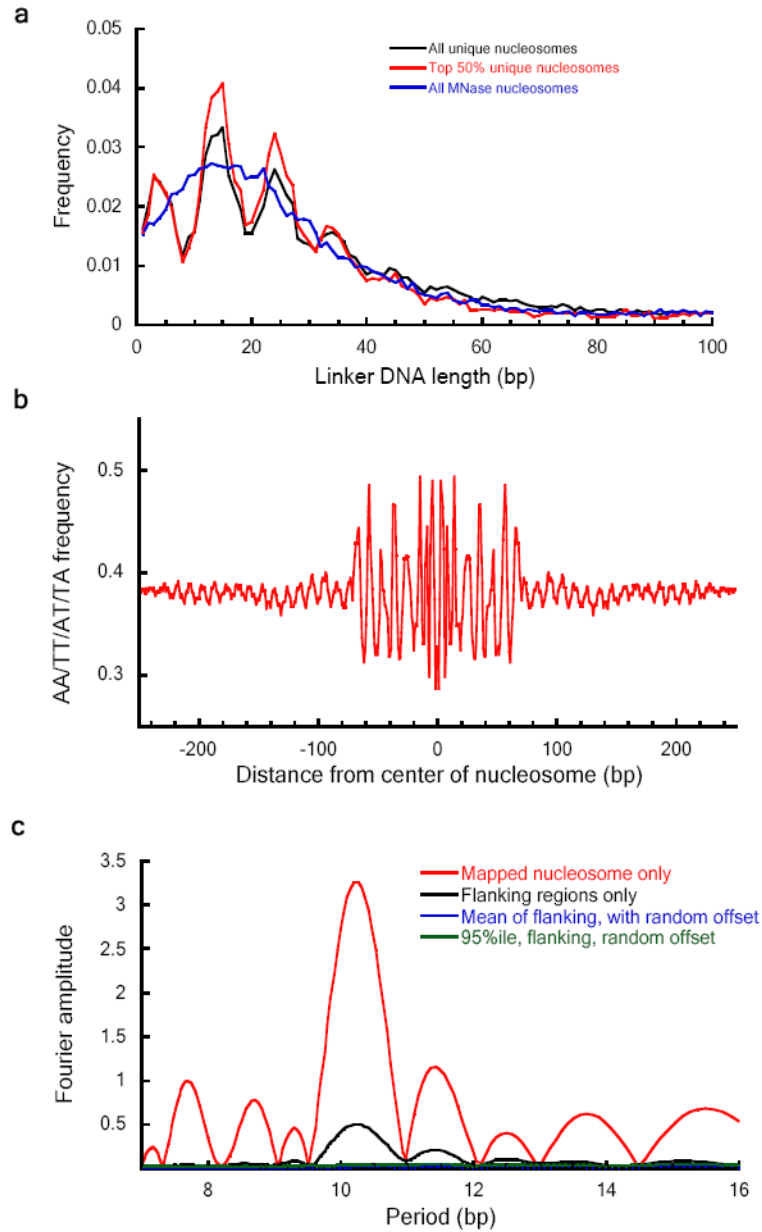 a
0.05
0.04
0.03
0.02
0.01
0
Frequency
All unique nucleosomes
Top 50% unique nucleosomes
All MNase nucleosomes
0 20 40 60 80 100
Linker DNA length (bp)
b
0.5
0.4
0.3
AA/TT/AT/TA frequency
-200 -100 0 100 200
Distance from center of nucleosome (bp)
c
3.5
3
2.5
2
1.5
1
0.5
Fourier amplitude
Mapped nucleosome only
Flanking regions only
Mean of flanking, with random offset
95%ile, flanking, random offset
8 10 12 14 16
Period (bp)